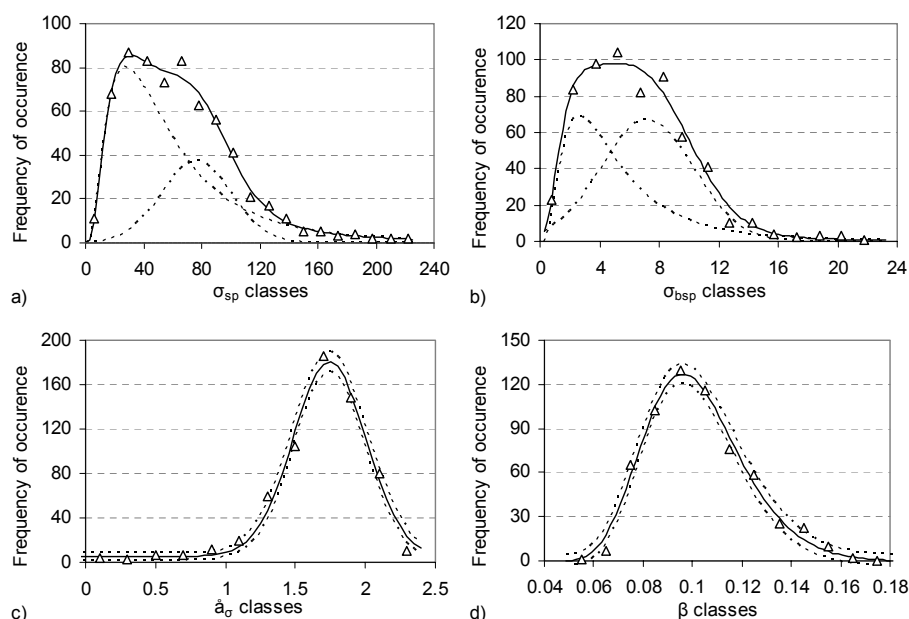 100
80
60
40
20
0
0 40 80 120 160 200 240
Frequency of occurence
σsp classes
a)
120
100
80
60
40
20
0
0 4 8 12 16 20 24
Frequency of occurence
σbsp classes
b)
200
160
120
80
40
0
0 0.5 1 1.5 2 2.5
Frequency of occurence
åσ classes
c)
150
120
90
60
30
0
0.04 0.06 0.08 0.10 0.12 0.14 0.16 0.18
Frequency of occurence
β classes
d)